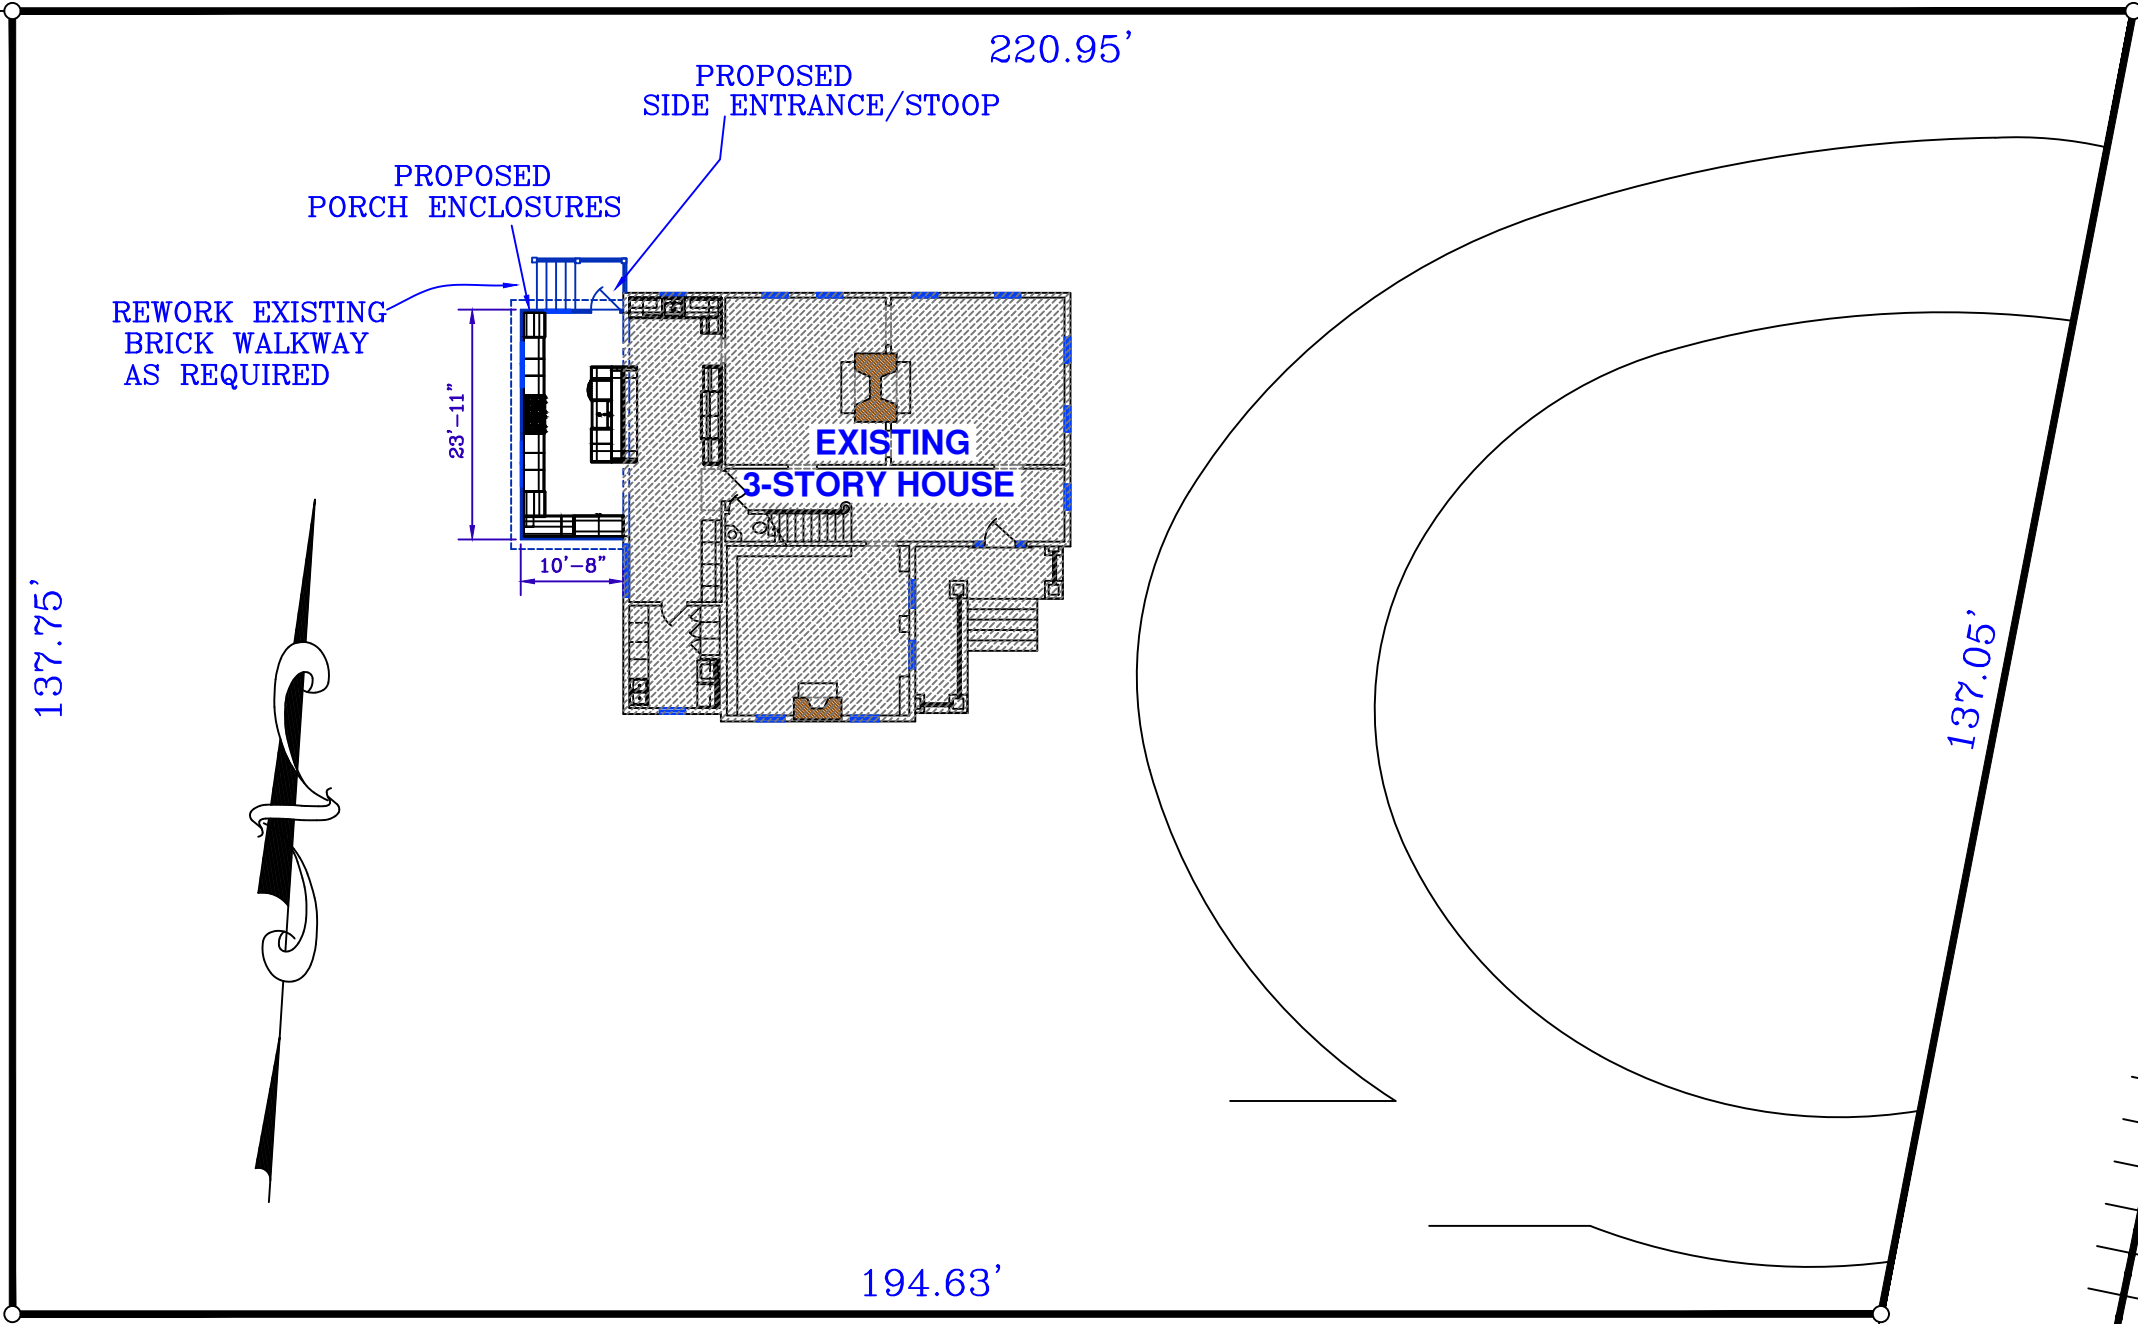 220.95'
PROPOSED
SIDE ENTRANCE/STOOP
PROPOSED
PORCH ENCLOSURES
REWORK EXISTING
BRICK WALKWAY
AS REQUIRED
23'-11"
EXISTING
3-STORY HOUSE
10'-8"
137.75'
137.05'
194.63'